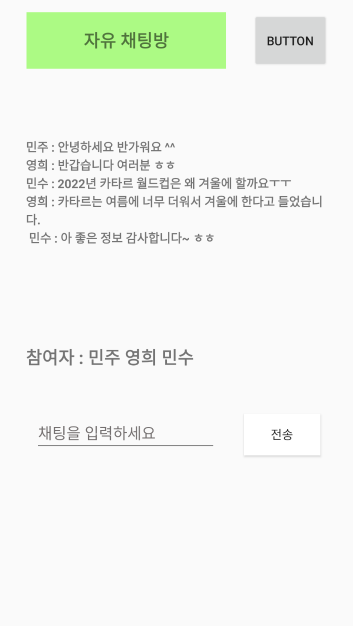 자유 채팅방
BUTTON
민주 : 안녕하세요 반가워요 ^^
영희 : 반갑습니다 여러분 ㅎㅎ
민수 : 2022년 카타르 월드컵은 왜 겨울에 할까요ㅜㅜ
영희 : 카타르는 여름에 너무 더워서 겨울에 한다고 들었습니
다.
민수 : 아 좋은 정보 감사합니다~ ㅎㅎ
참여자 : 민주 영희 민수
채팅을 입력하세요
전송